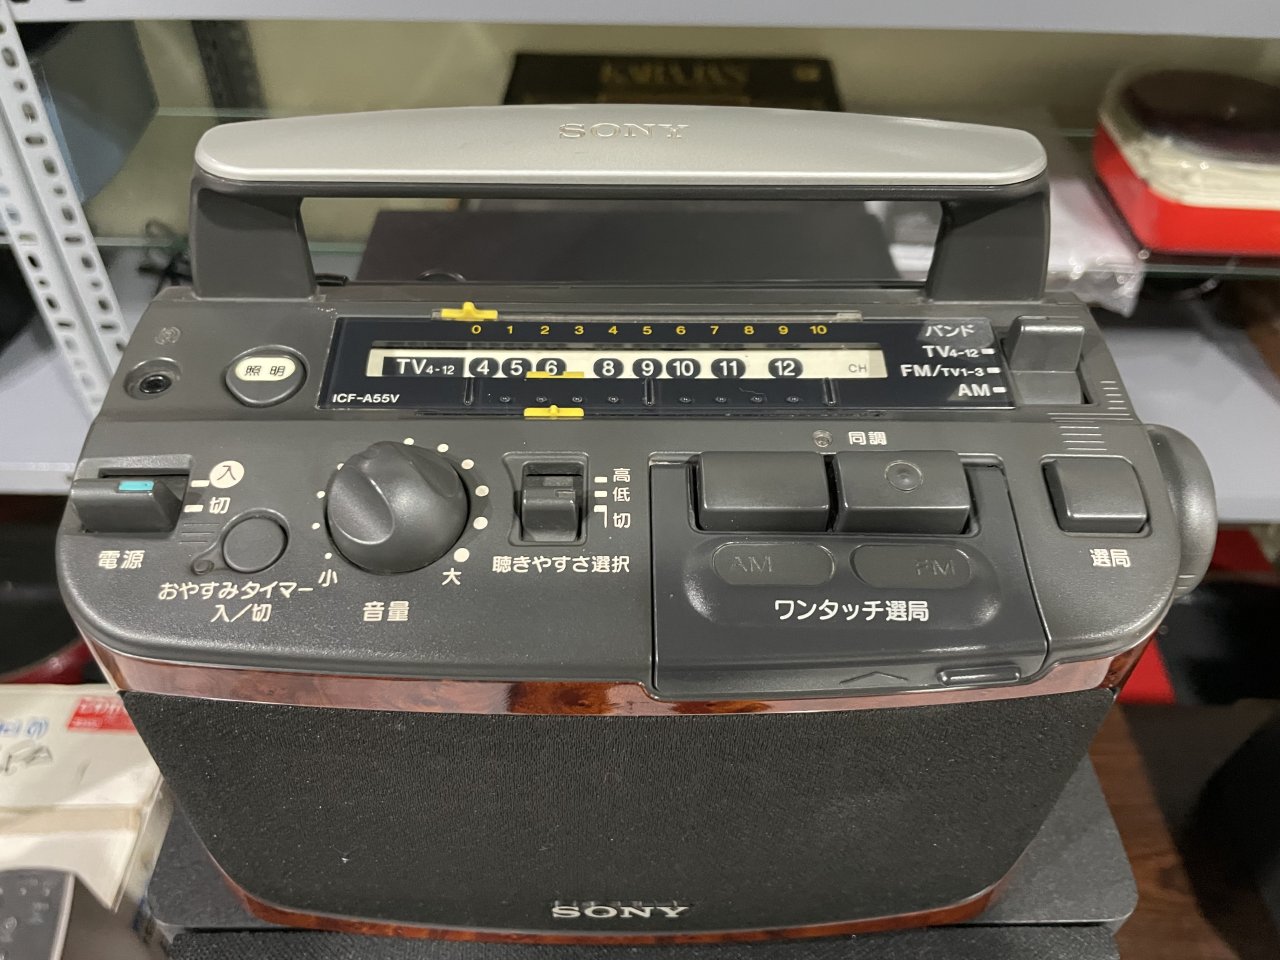 KARAJAN
SONY
0 1 2 3 4 5 6 7 8 9 10
バンド
TV4-12
FM/TV1-3
AM
TV4-12 4 5 6 8 9 10 11 12 CH
ICF-A55V
照明
同調
入
切
電源
おやすみタイマー
入/切
小
大
音量
高
低
切
聴きやすさ選択
AM
FM
ワンタッチ選局
選局
SONY